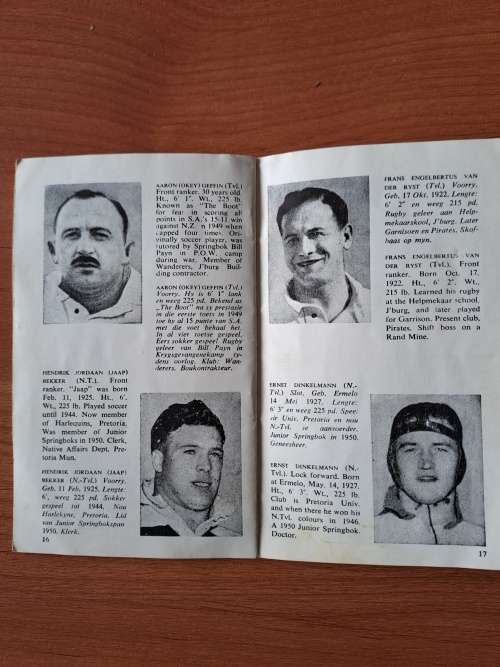 AARON (OKEY) GEFFIN (Tvl.)
Front ranker. 30 years old.
Ht., 6' 1". Wt., 225 lb.
Known as "The Boot"
for feat in scoring all
points in S.A.'s 15-11 win
against N.Z. in 1949 when
capped four times. Ori-
ginally soccer player, was
tutored by Springbok Bill
Payn in P.O.W. camp
during war. Member of
Wanderers, J'burg. Buil-
ding contractor.
AARON (OKEY) GEFFIN (Tvl.)
Voorry. Hy is 6' 1" lank
en weeg 225 pd. Bekend as
„The Boot" na sy prestasie
in die eerste toets in 1949
toe hy al 15 punte van S.A.
met die voet behaal het.
In al vier toetse gespeel.
Eers sokker gespeel. Rugby
geleer van Bill Payn in
Krygsgevangenekamp ty-
dens oorlog. Klub: Wan-
derers. Boukontrakteur.
HENDRIK JORDAAN (JAAP)
BEKKER (N.T.). Front
ranker. "Jaap" was born
Feb. 11, 1925. Ht., 6'.
Wt., 225 lb. Played soccer
until 1944. Now member
of Harlequins, Pretoria.
Was member of Junior
Springboks in 1950. Clerk,
Native Affairs Dept, Pre-
toria Mun.
HENDRIK JORDAAN (JAAP)
BEKKER (N.-Tvl.). Voorry.
Geb. 11 Feb. 1925. Lengte:
6', weeg 225 pd. Sokker
gespeel tot 1944. Nou
Harlekyne, Pretoria. Lid
van Junior Springbokspan
1950. Klerk.
16
FRANS ENGELBERTUS VAN
DER RYST (Tvl.) Voorry.
Geb. 17 Okt. 1922. Lengte:
6' 2" en weeg 215 pd.
Rugby geleer aan Help-
mekaarskool, J'burg. Later
Garnisoen en Pirates. Skof-
baas op myn.
FRANS ENGELBERTUS VAN
DER RYST (Tvl.). Front
ranker. Born Oct. 17,
1922. Ht., 6' 2". Wt.,
215 lb. Learned his rugby
at the Helpmekaar school,
J'burg, and later played
for Garrison. Present club,
Pirates. Shift boss on a
Rand Mine.
ERNST DINKELMANN (N.-
Tvl.) Slot, Geb. Ermelo
14 Mei 1927. Lengte:
6' 3" en weeg 225 pd. Speel
vir Univ. Pretoria en nou
N.-Tvl. se aanvoerder.
Junior Springbok in 1950.
Geneesheer.
ERNST DINKELMANN (N.
Tvl.). Lock forward. Born
at Ermelo, May, 14, 1927.
Ht., 6' 3". Wt., 225 lb.
Club is Pretoria Univ.
and when there he won his
N.Tvl. colours in 1946.
A 1950 Junior Springbok.
Doctor.
17